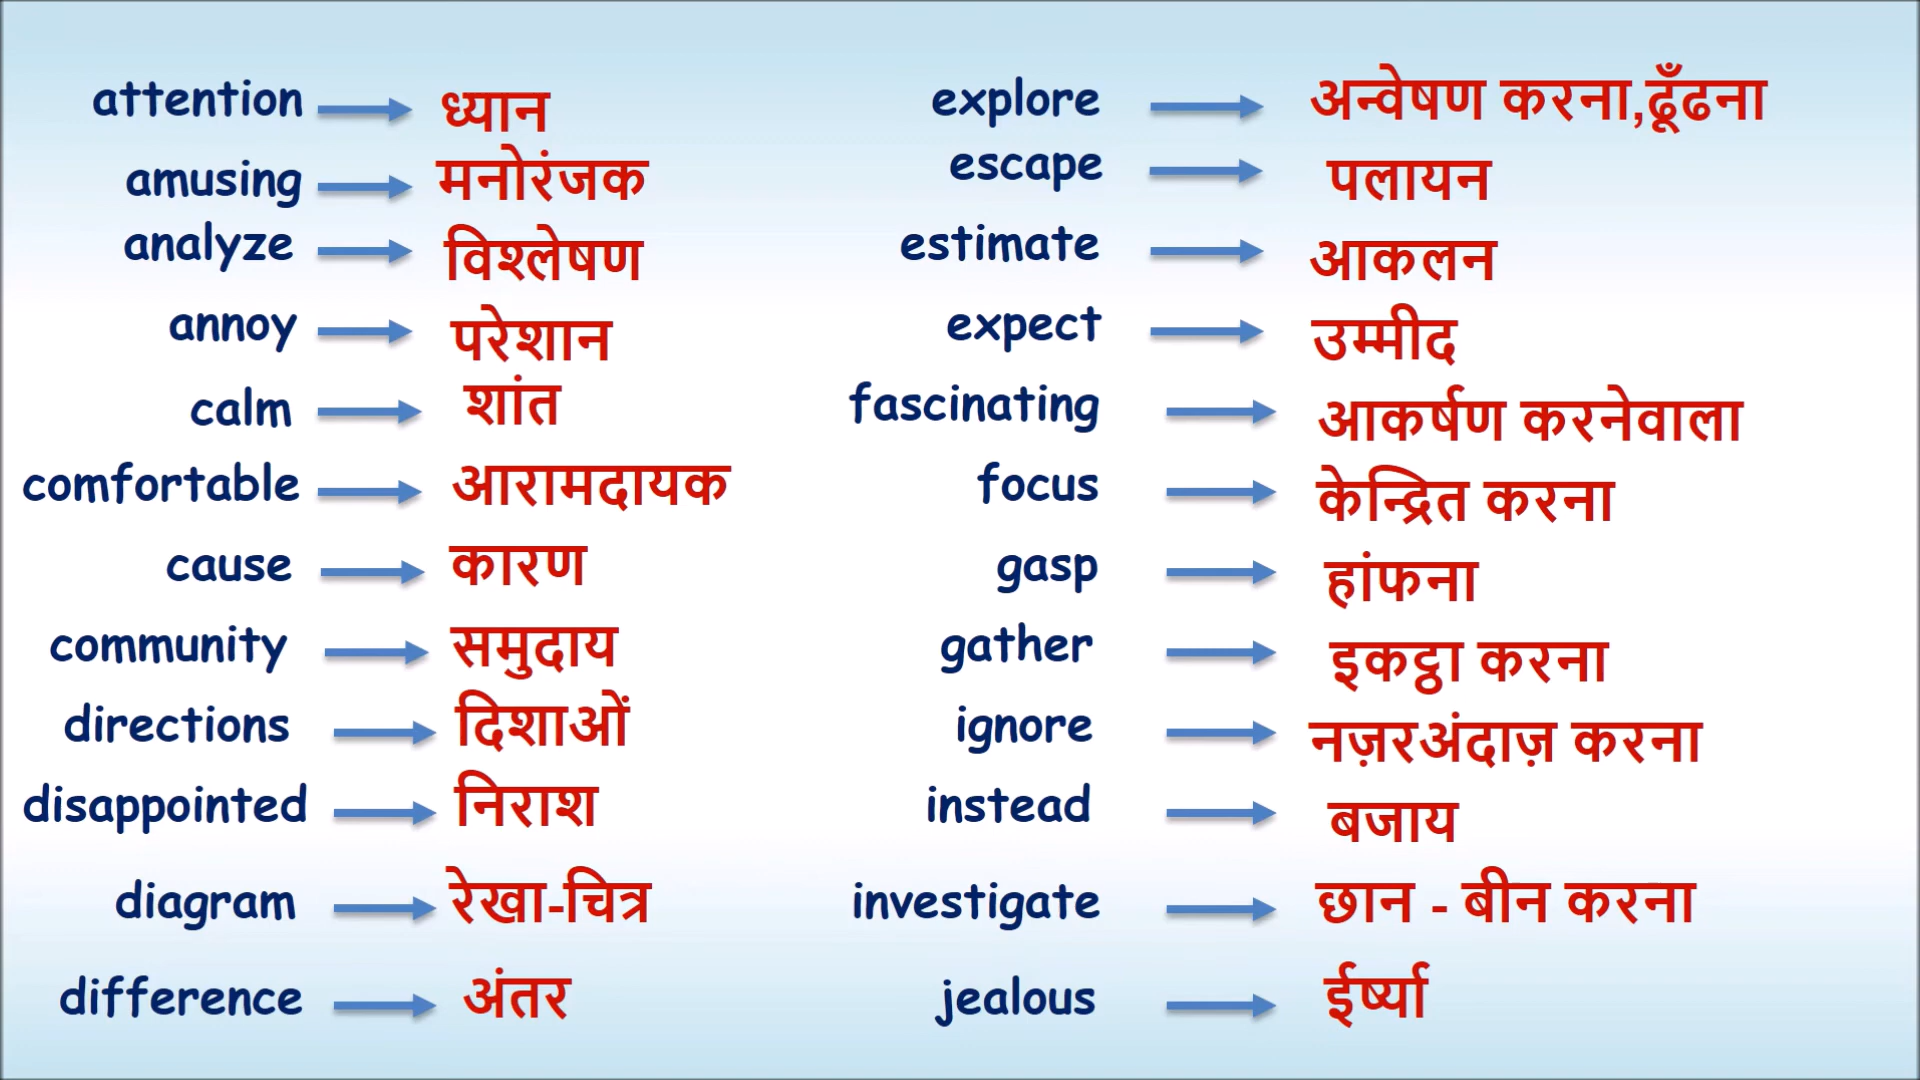 attention ध्यान
amusing मनोरंजक
analyze विश्लेषण
annoy परेशान
calm शांत
comfortable आरामदायक
cause कारण
community समुदाय
directions दिशाओं
disappointed निराश
diagram रेखा-चित्र
difference अंतर
explore अन्वेषण करना,ढूँढना
escape पलायन
estimate आकलन
expect उम्मीद
fascinating आकर्षण करनेवाला
focus केन्द्रित करना
gasp हांफना
gather इकट्ठा करना
ignore नज़रअंदाज़ करना
instead बजाय
investigate छान - बीन करना
jealous ईर्ष्या